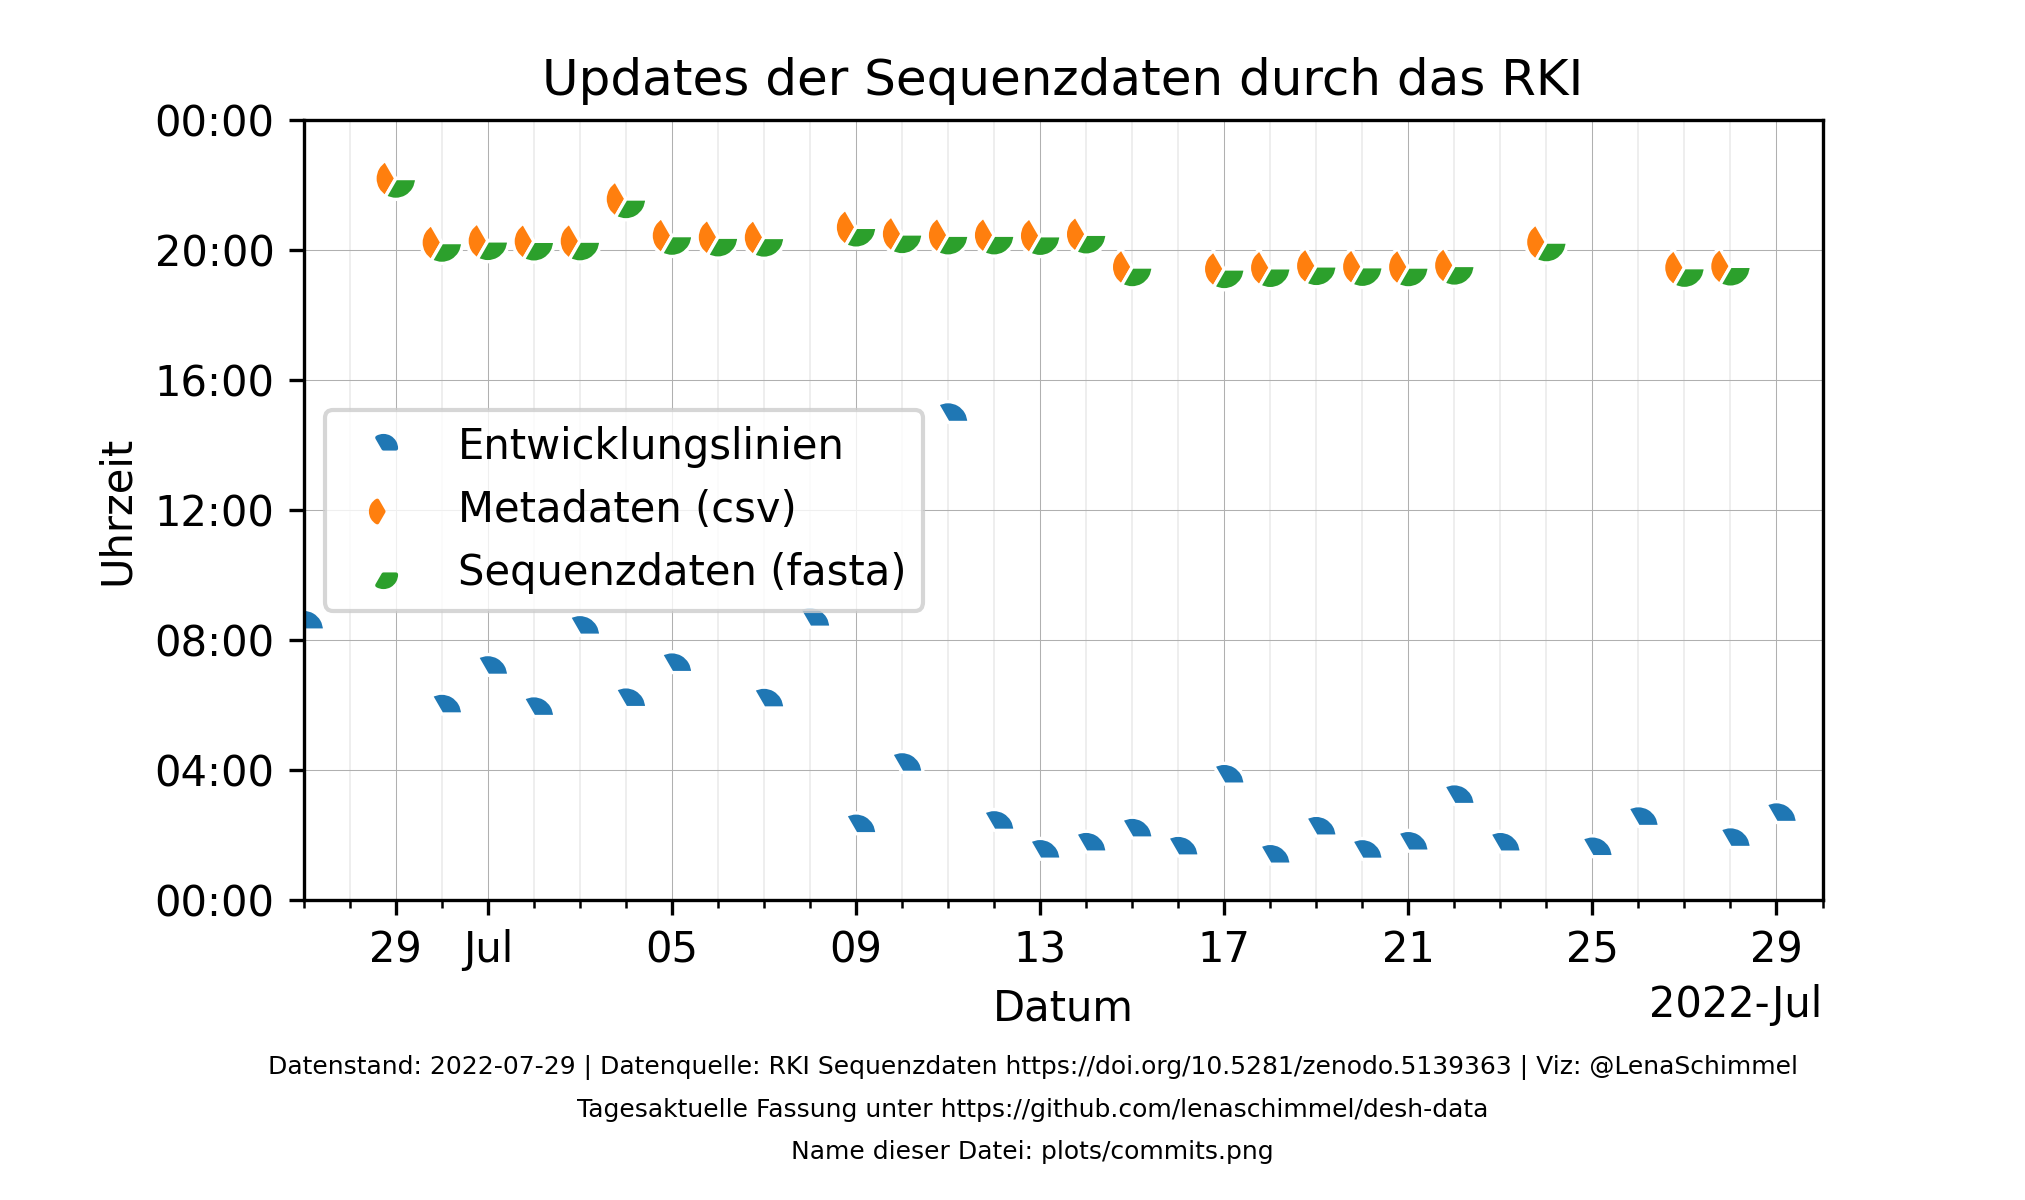 Updates der Sequenzdaten durch das RKI
00:00
20:00
16:00
12:00
08:00
04:00
00:00
Uhrzeit
Entwicklungslinien
Metadaten (csv)
Sequenzdaten (fasta)
29 Jul 05 09 13 17 21 25 29
Datum
2022-Jul
Datenstand: 2022-07-29 | Datenquelle: RKI Sequenzdaten https://doi.org/10.5281/zenodo.5139363 | Viz: @LenaSchimmel
Tagesaktuelle Fassung unter https://github.com/lenaschimmel/desh-data
Name dieser Datei: plots/commits.png